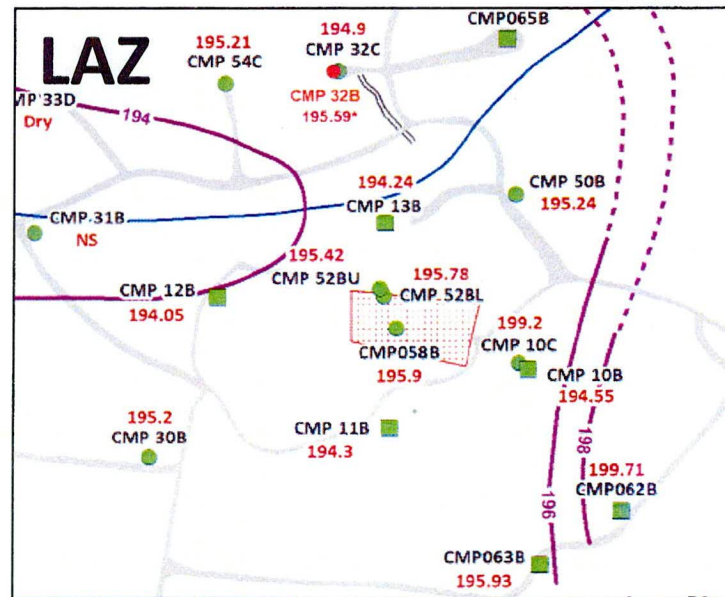 LAZ
195.21
CMP 54C
194.9
CMP 32C
CMP065B
CMP 32B
195.59*
MP 33D
Dry
194
CMP 50B
195.24
194.24
CMP 13B
CMP 31B
NS
195.42
CMP 52BU
195.78
CMP 52BL
CMP 12B
194.05
CMP058B
195.9
199.2
CMP 10C
CMP 10B
194.55
195.2
CMP 30B
CMP 11B
194.3
198
196
199.71
CMP062B
CMP063B
195.93